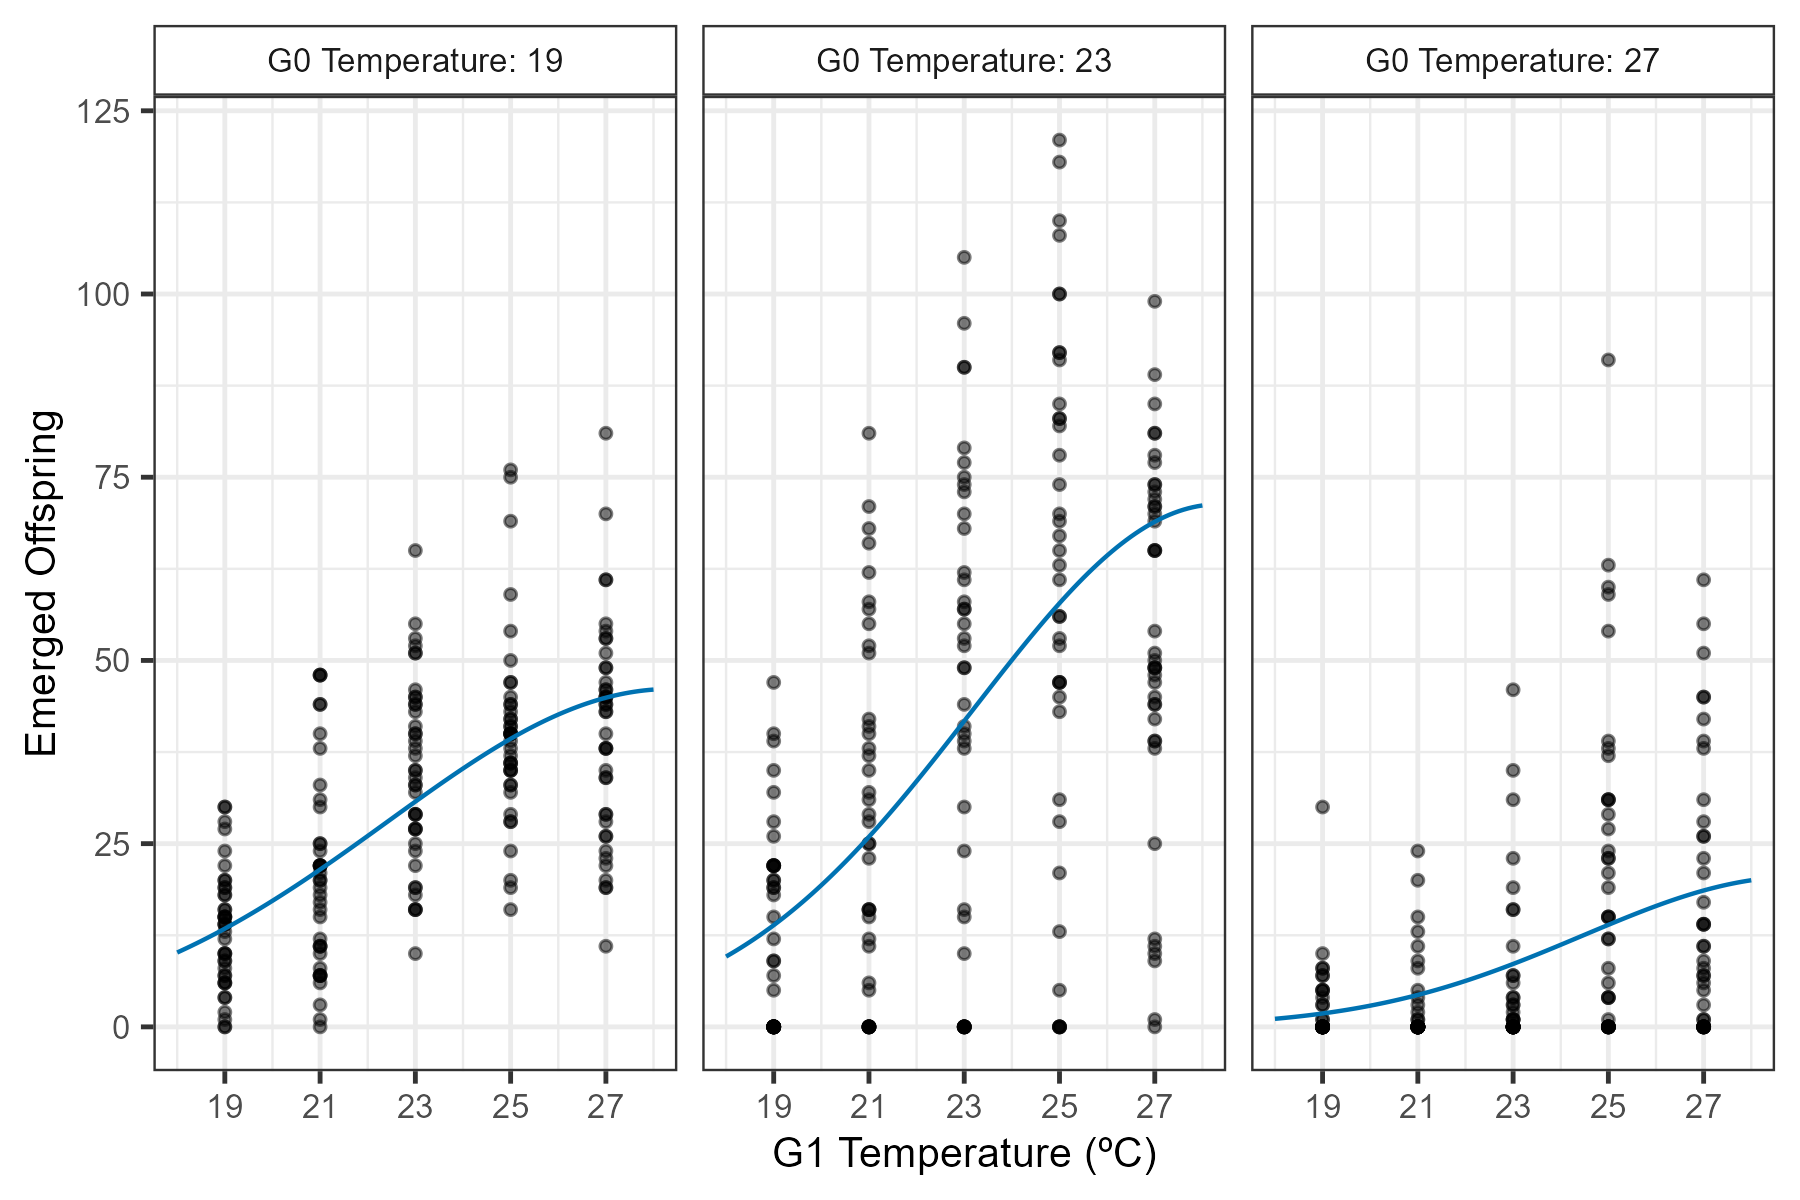 G0 Temperature: 19
G0 Temperature: 23
G0 Temperature: 27
Emerged Offspring
125
100
75
50
25
0
19 21 23 25 27
19 21 23 25 27
19 21 23 25 27
G1 Temperature (ºC)